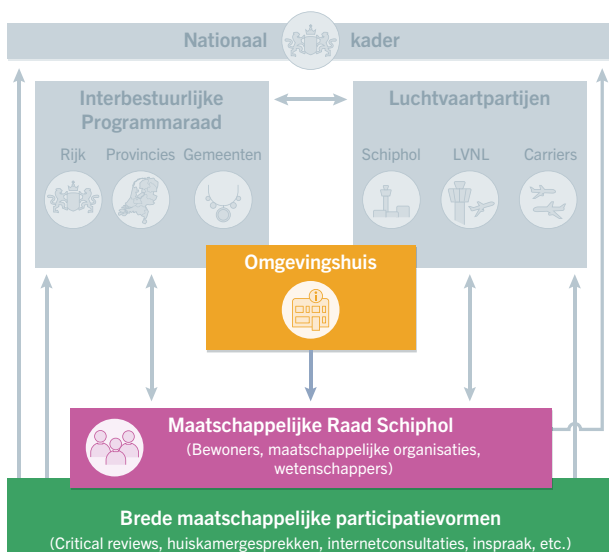 Nationaal kader
Interbestuurlijke
Programmaraad
Rijk Provincies Gemeenten
Luchtvaartpartijen
Schiphol LVNL Carriers
Omgevingshuis
Maatschappelijke Raad Schiphol
(Bewoners, maatschappelijke organisaties,
wetenschappers)
Brede maatschappelijke participatievormen
(Critical reviews, huiskamergesprekken, internetconsultaties, inspraak, etc.)